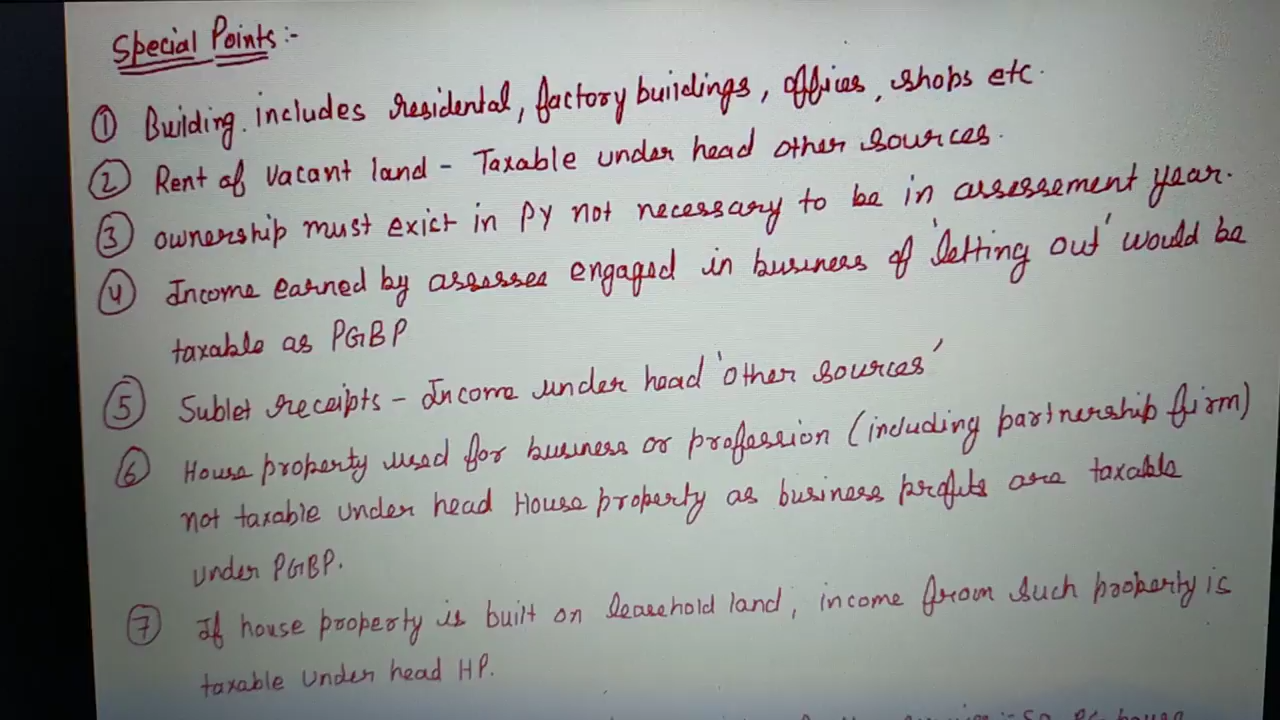 Special Points:-
① Building includes residental, factory buildings, offices, shops etc.
② Rent of vacant land - Taxable under head other sources.
③ ownership must exict in PY not necessary to be in assessement year.
④ Income earned by assessee engaged in business of 'letting out' would be
taxable as PGBP
⑤ Sublet receipts - Income under head 'other sources'
⑥ House property used for business or profession (including partnership firm)
not taxable under head House property as business profits are taxable
under PGBP.
⑦ If house property is built on leasehold land, income from such property is
taxable under head HP.